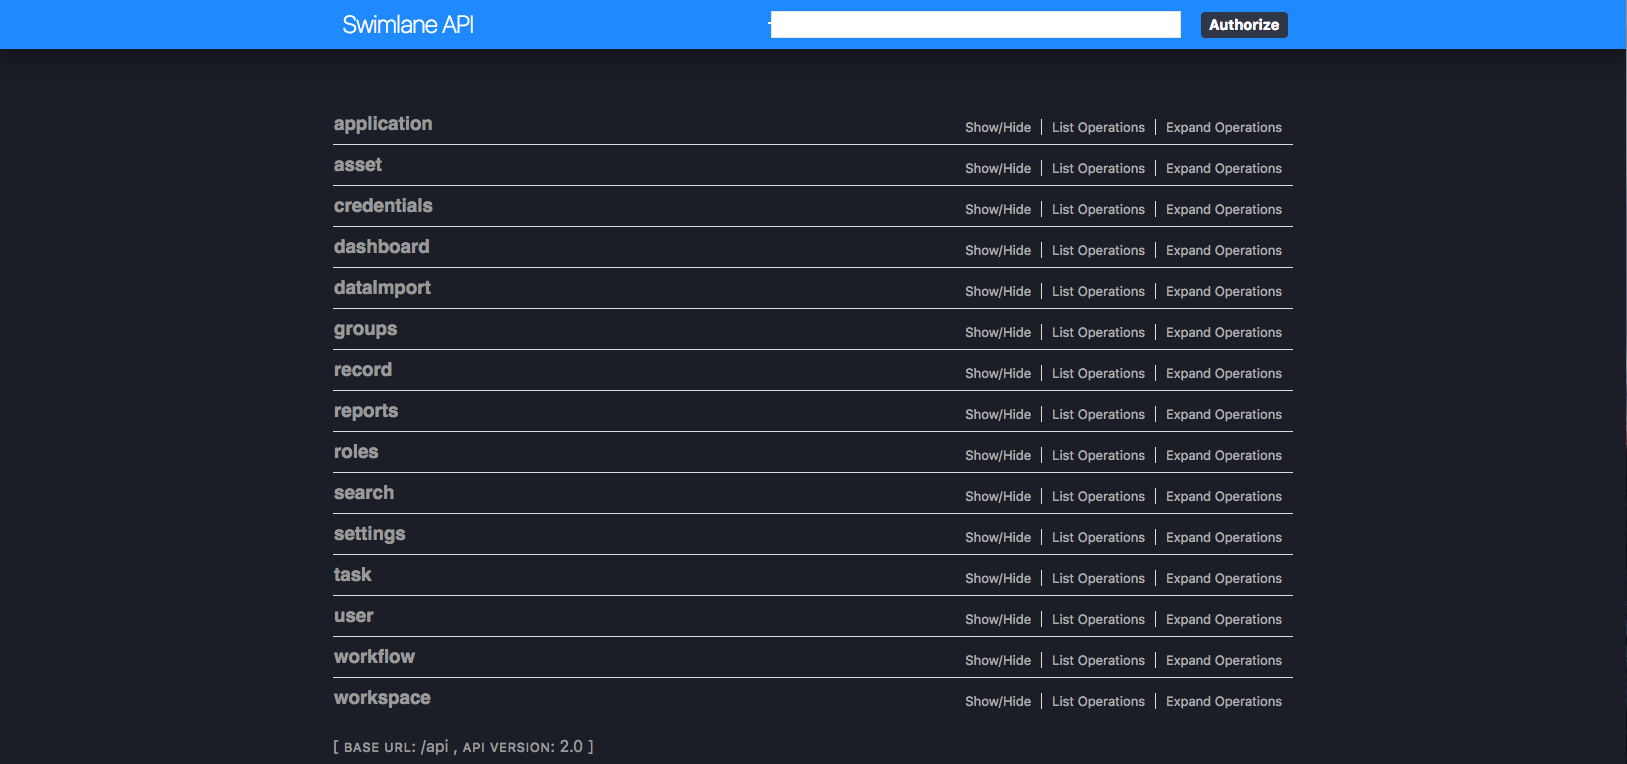 Swimlane API Authorize
application Show/Hide List Operations Expand Operations
asset Show/Hide List Operations Expand Operations
credentials Show/Hide List Operations Expand Operations
dashboard Show/Hide List Operations Expand Operations
dataImport Show/Hide List Operations Expand Operations
groups Show/Hide List Operations Expand Operations
record Show/Hide List Operations Expand Operations
reports Show/Hide List Operations Expand Operations
roles Show/Hide List Operations Expand Operations
search Show/Hide List Operations Expand Operations
settings Show/Hide List Operations Expand Operations
task Show/Hide List Operations Expand Operations
user Show/Hide List Operations Expand Operations
workflow Show/Hide List Operations Expand Operations
workspace Show/Hide List Operations Expand Operations
[ BASE URL: /api , API VERSION: 2.0 ]